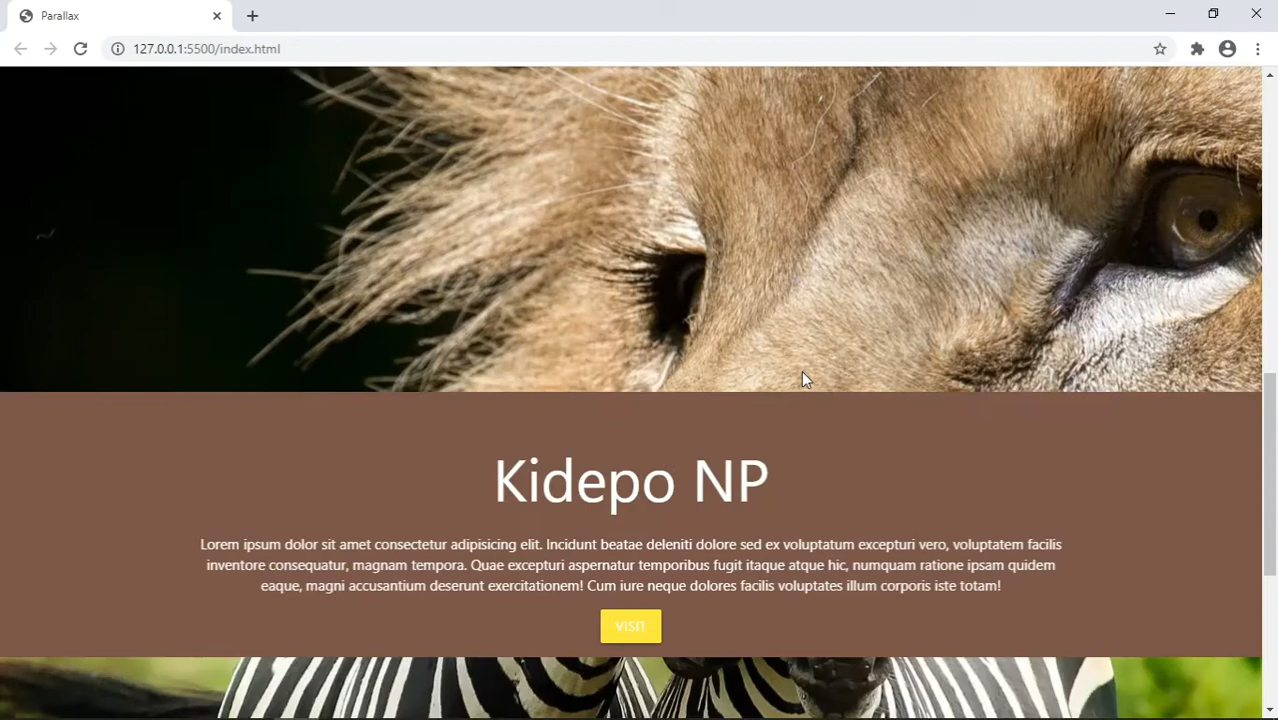 Parallax
127.0.0.1:5500/index.html
Kidepo NP
Lorem ipsum dolor sit amet consectetur adipisicing elit. Incidunt beatae deleniti dolore sed ex voluptatum excepturi vero, voluptatem facilis
inventore consequatur, magnam tempora. Quae excepturi aspernatur temporibus fugit itaque atque hic, numquam ratione ipsam quidem
eaque, magni accusantium deserunt exercitationem! Cum iure neque dolores facilis voluptates illum corporis iste totam!
VISIT